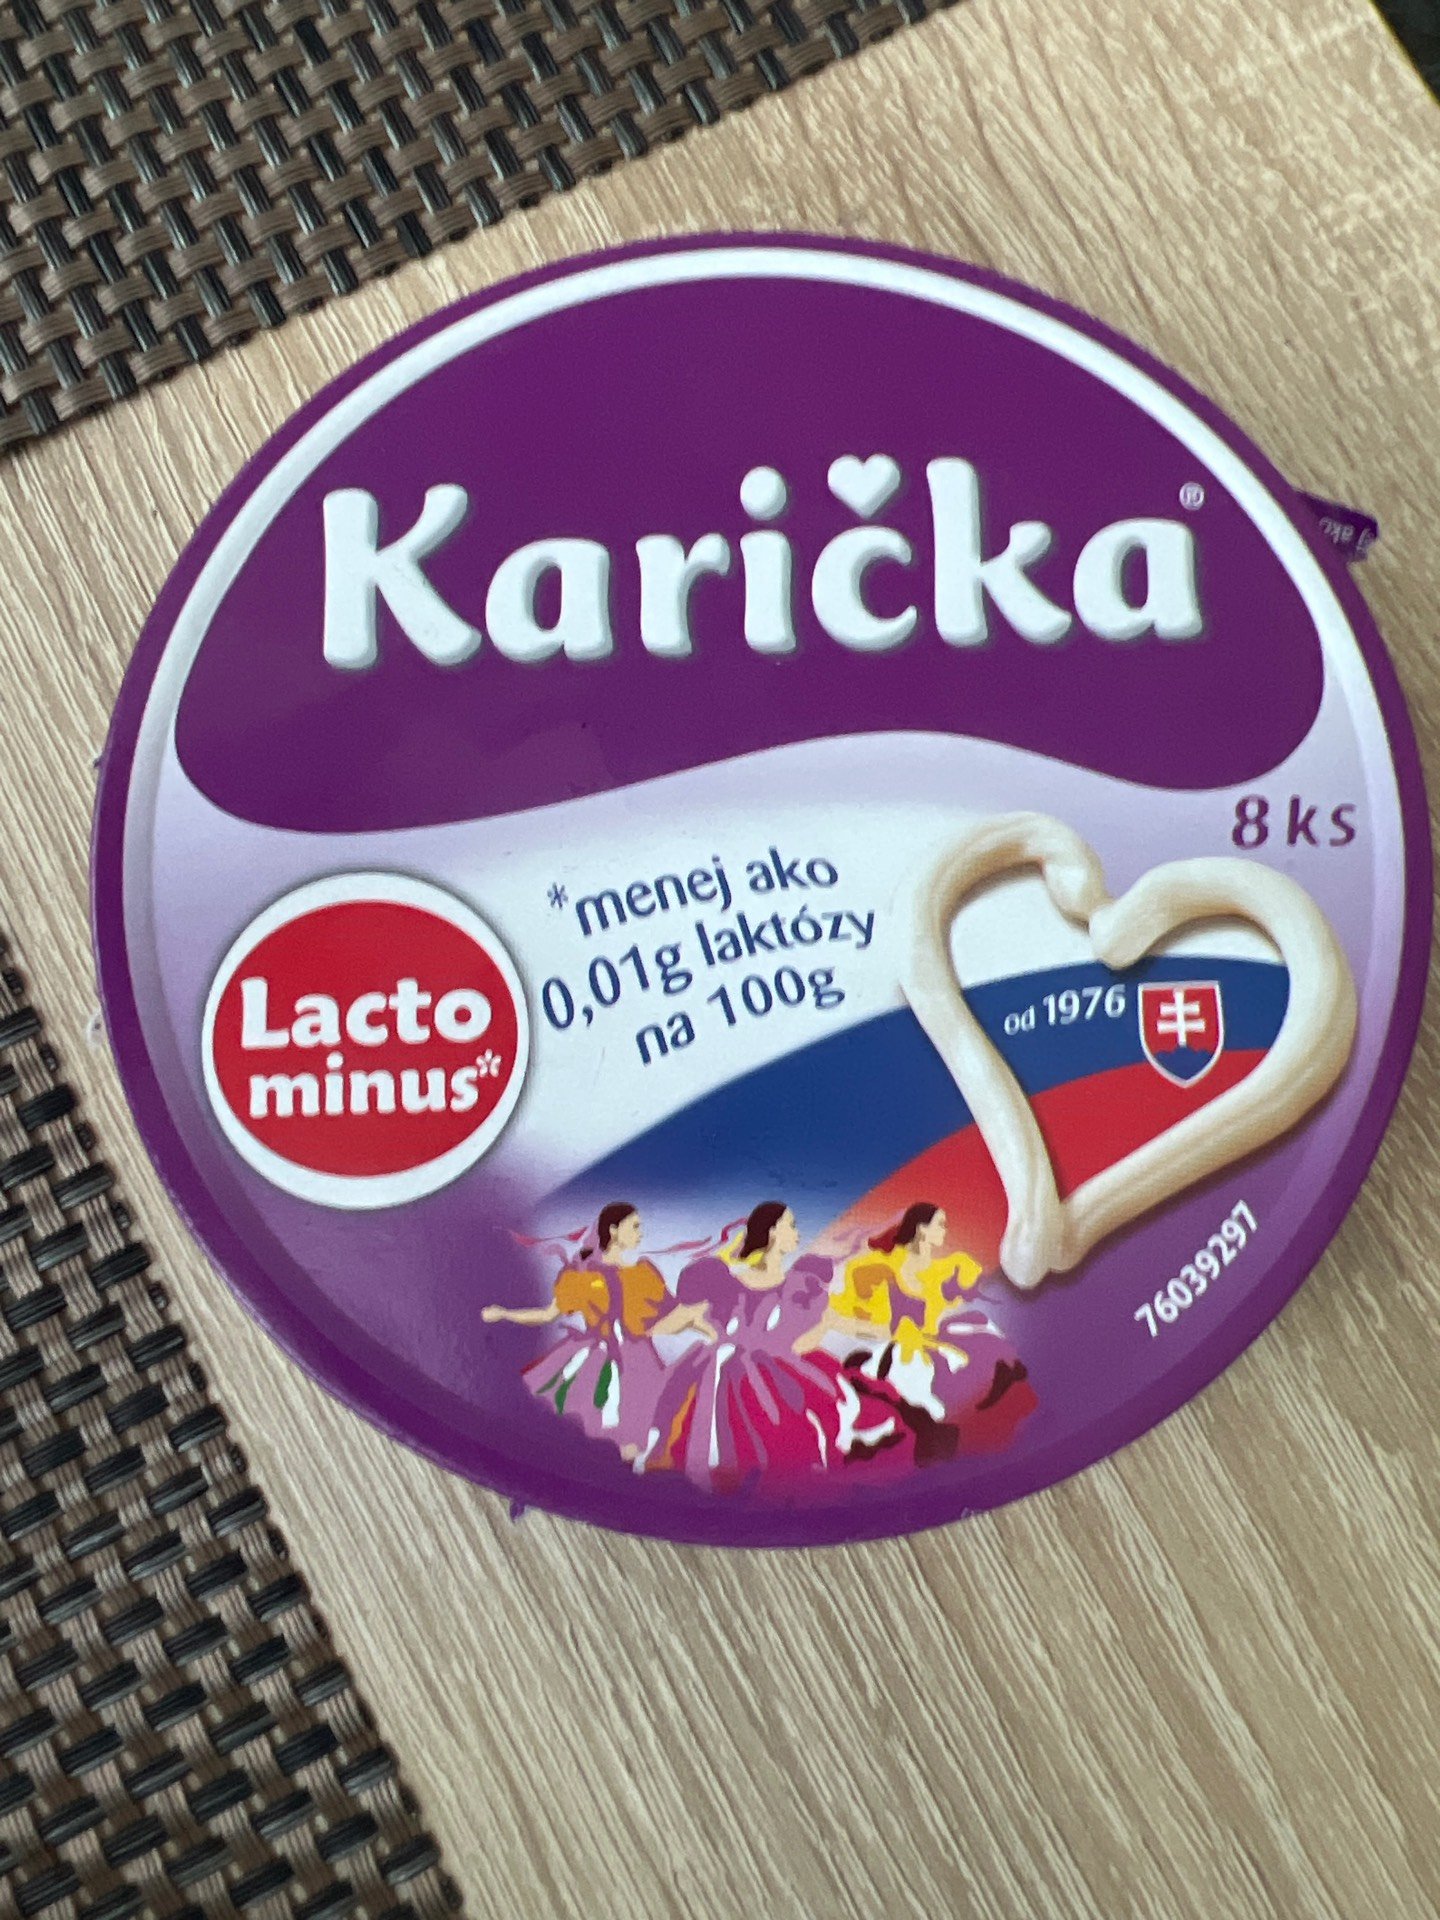 Karička®
8 ks
*menej ako
0,01g laktózy
na 100g
Lacto
minus*
od 1976
76039297